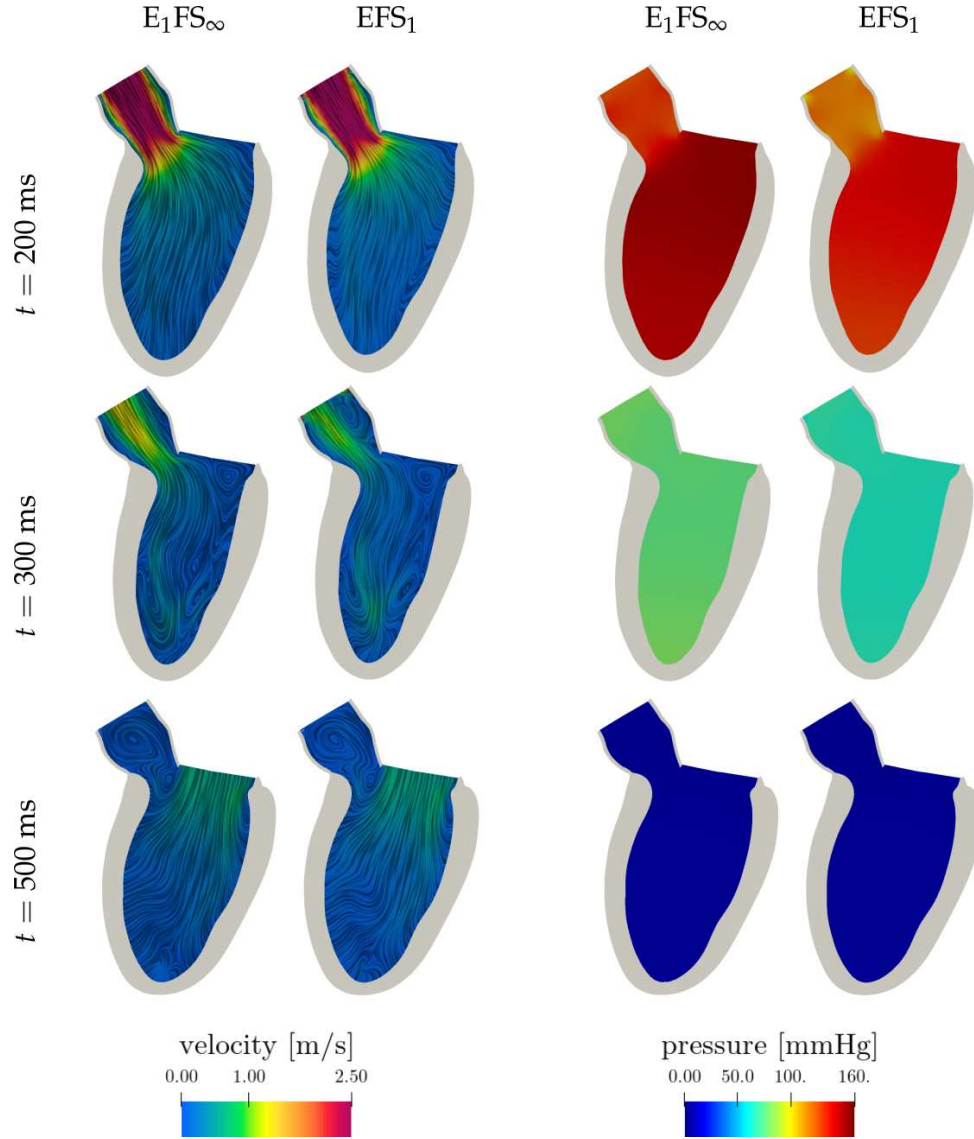 E₁FS∞ EFS₁ E₁FS∞ EFS₁
t = 200 ms
t = 300 ms
t = 500 ms
velocity [m/s] pressure [mmHg]
0.00 1.00 2.50 0.00 50.0 100. 160.